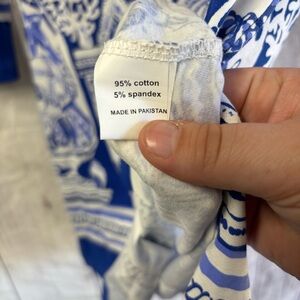 95% cotton
5% spandex
MADE IN PAKISTAN